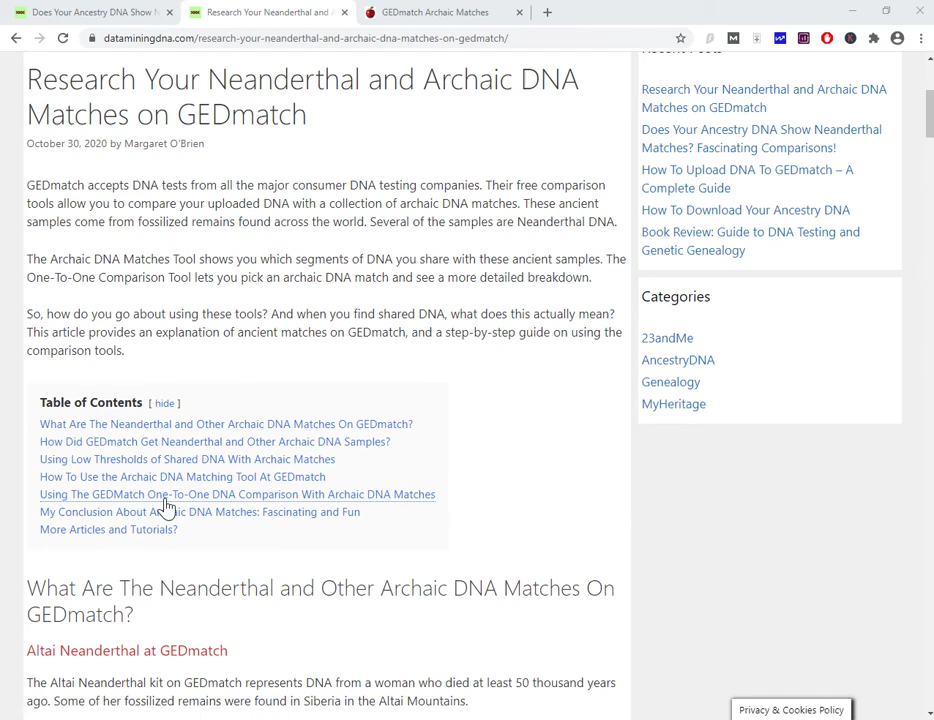 Does Your Ancestry DNA Show N
Research Your Neanderthal and A
GEDmatch Archaic Matches
dataminingdna.com/research-your-neanderthal-and-archaic-dna-matches-on-gedmatch/
Research Your Neanderthal and Archaic DNA
Matches on GEDmatch
October 30, 2020 by Margaret O'Brien
GEDmatch accepts DNA tests from all the major consumer DNA testing companies. Their free comparison
tools allow you to compare your uploaded DNA with a collection of archaic DNA matches. These ancient
samples come from fossilized remains found across the world. Several of the samples are Neanderthal DNA.
The Archaic DNA Matches Tool shows you which segments of DNA you share with these ancient samples. The
One-To-One Comparison Tool lets you pick an archaic DNA match and see a more detailed breakdown.
So, how do you go about using these tools? And when you find shared DNA, what does this actually mean?
This article provides an explanation of ancient matches on GEDmatch, and a step-by-step guide on using the
comparison tools.
Table of Contents [ hide ]
What Are The Neanderthal and Other Archaic DNA Matches On GEDmatch?
How Did GEDmatch Get Neanderthal and Other Archaic DNA Samples?
Using Low Thresholds of Shared DNA With Archaic Matches
How To Use the Archaic DNA Matching Tool At GEDmatch
Using The GEDMatch One-To-One DNA Comparison With Archaic DNA Matches
My Conclusion About Archaic DNA Matches: Fascinating and Fun
More Articles and Tutorials?
What Are The Neanderthal and Other Archaic DNA Matches On
GEDmatch?
Altai Neanderthal at GEDmatch
The Altai Neanderthal kit on GEDmatch represents DNA from a woman who died at least 50 thousand years
ago. Some of her fossilized remains were found in Siberia in the Altai Mountains.
Recent Posts
Research Your Neanderthal and Archaic DNA
Matches on GEDmatch
Does Your Ancestry DNA Show Neanderthal
Matches? Fascinating Comparisons!
How To Upload DNA To GEDmatch – A
Complete Guide
How To Download Your Ancestry DNA
Book Review: Guide to DNA Testing and
Genetic Genealogy
Categories
23andMe
AncestryDNA
Genealogy
MyHeritage
Privacy & Cookies Policy